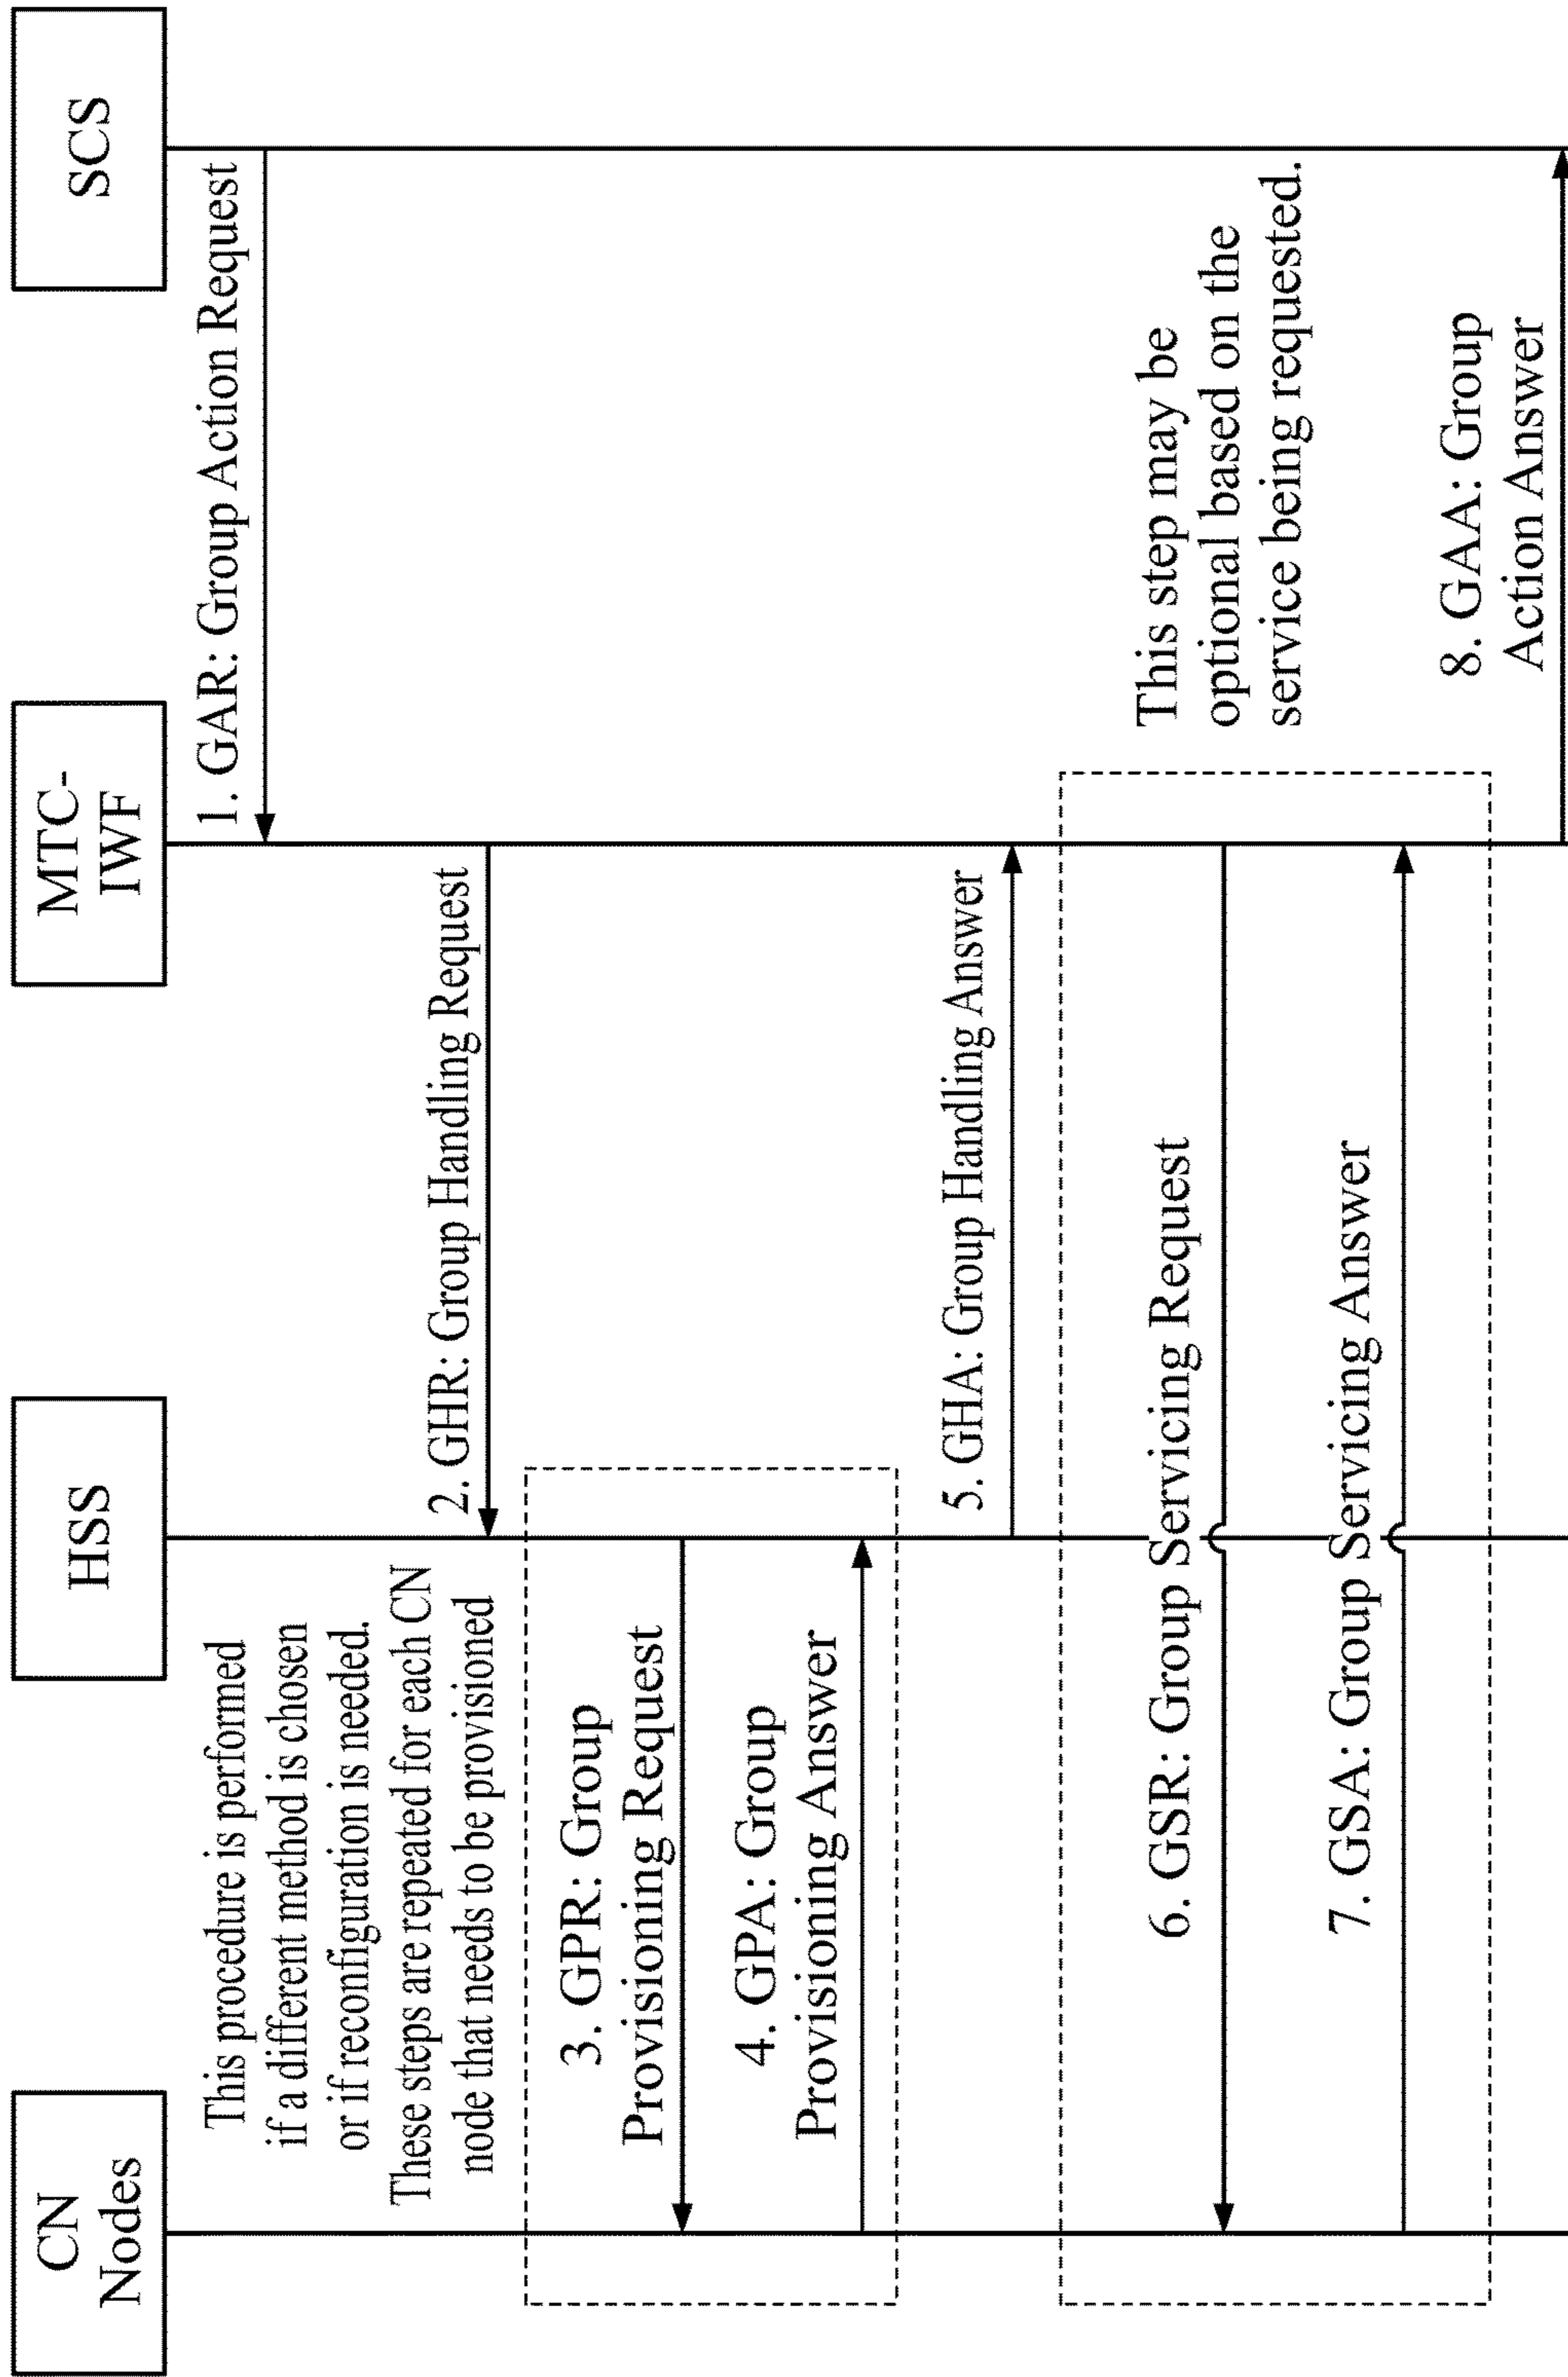 CN
Nodes
HSS
MTC-
IWF
SCS
1. GAR: Group Action Request
This procedure is performed
if a different method is chosen
or if reconfiguration is needed.
These steps are repeated for each CN
node that needs to be provisioned
2. GHR: Group Handling Request
3. GPR: Group
Provisioning Request
4. GPA: Group
Provisioning Answer
5. GHA: Group Handling Answer
This step may be
optional based on the
service being requested.
6. GSR: Group Servicing Request
7. GSA: Group Servicing Answer
8. GAA: Group
Action Answer